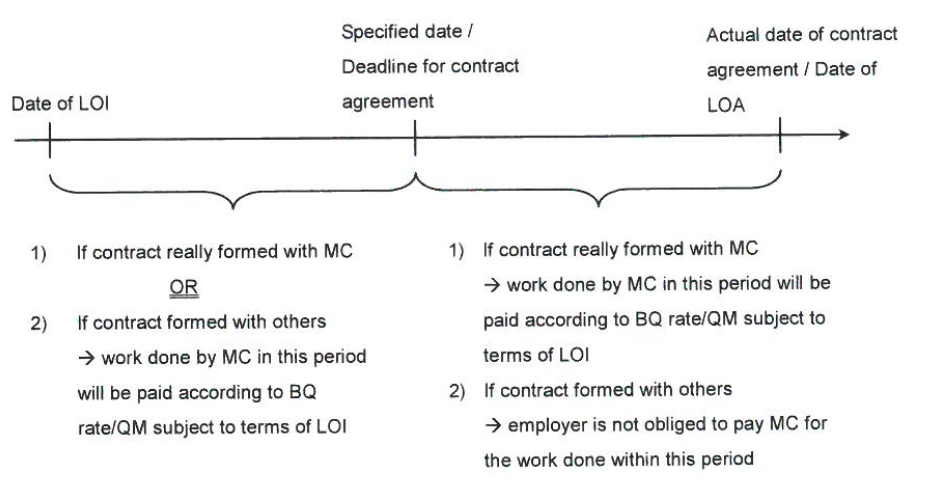 Specified date /
Deadline for contract
agreement
Actual date of contract
agreement / Date of
LOA
Date of LOI
1) If contract really formed with MC
OR
2) If contract formed with others
→ work done by MC in this period
will be paid according to BQ
rate/QM subject to terms of LOI
1) If contract really formed with MC
→ work done by MC in this period will be
paid according to BQ rate/QM subject to
terms of LOI
2) If contract formed with others
→ employer is not obliged to pay MC for
the work done within this period